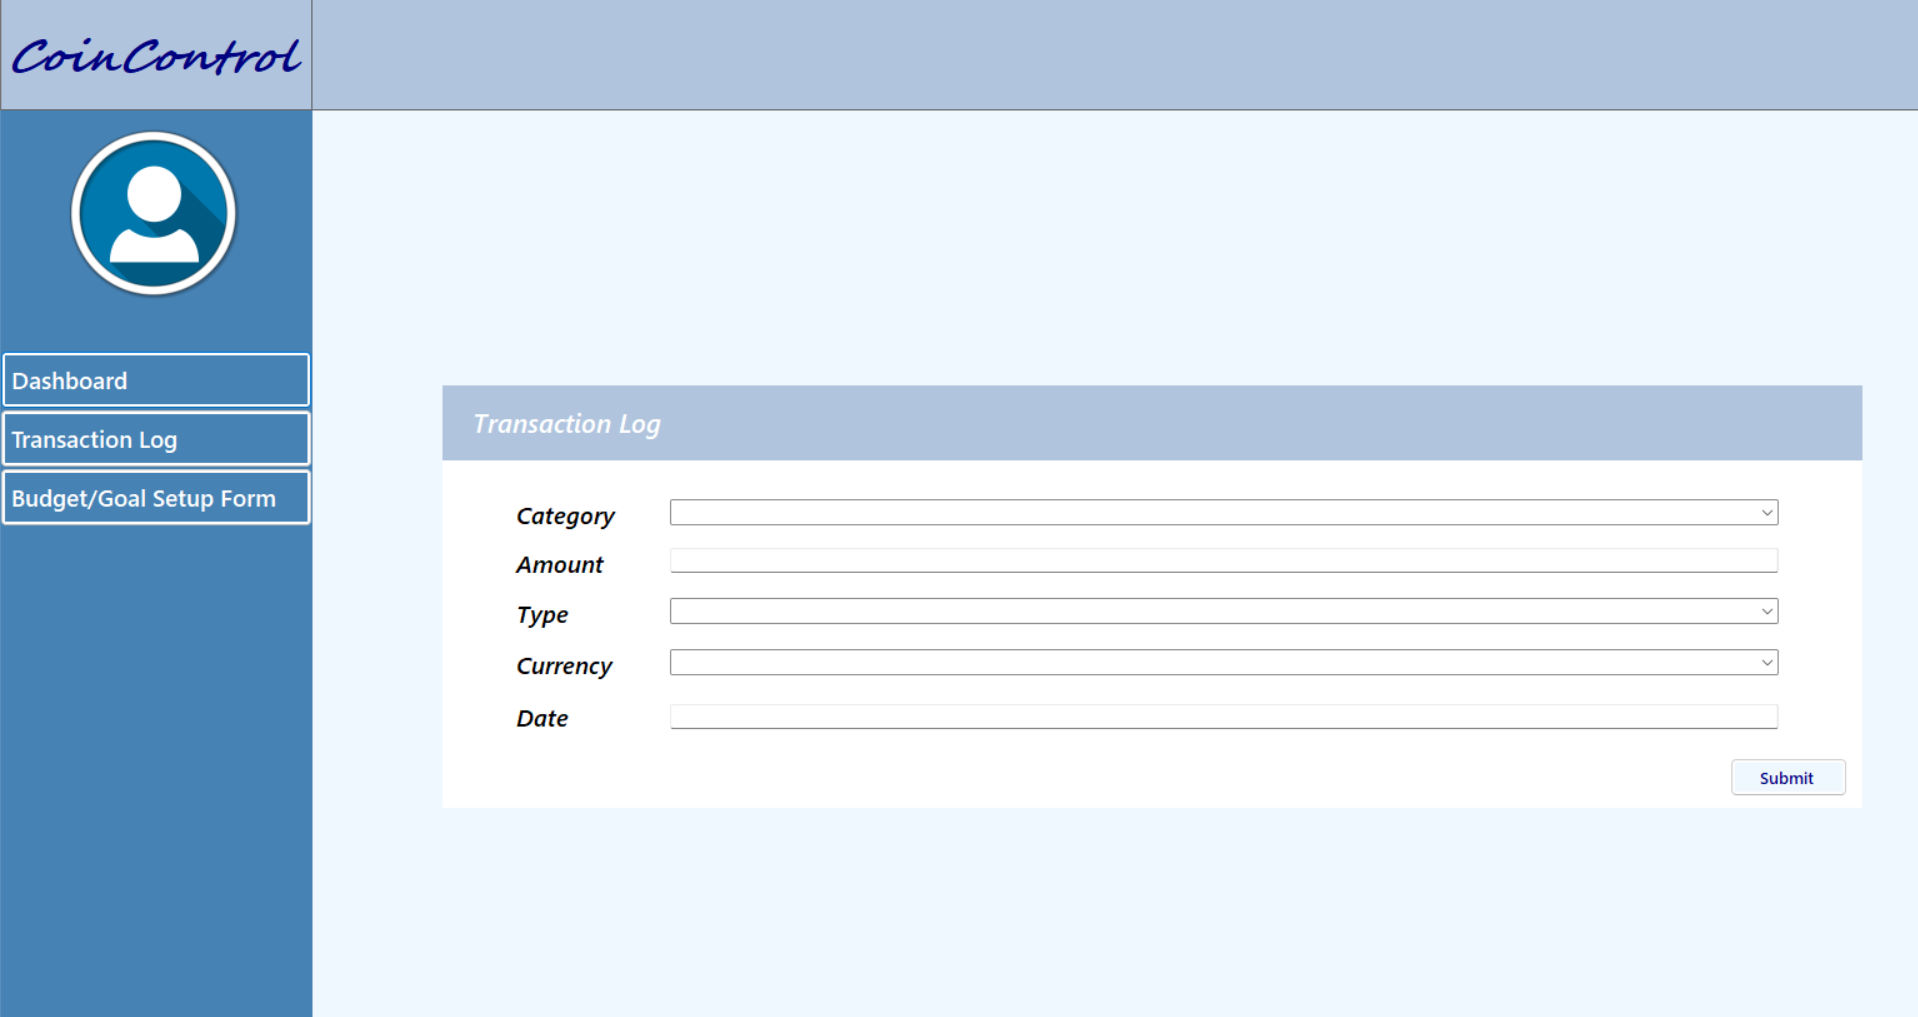 CoinControl
Dashboard
Transaction Log
Budget/Goal Setup Form
Transaction Log
Category
Amount
Type
Currency
Date
Submit